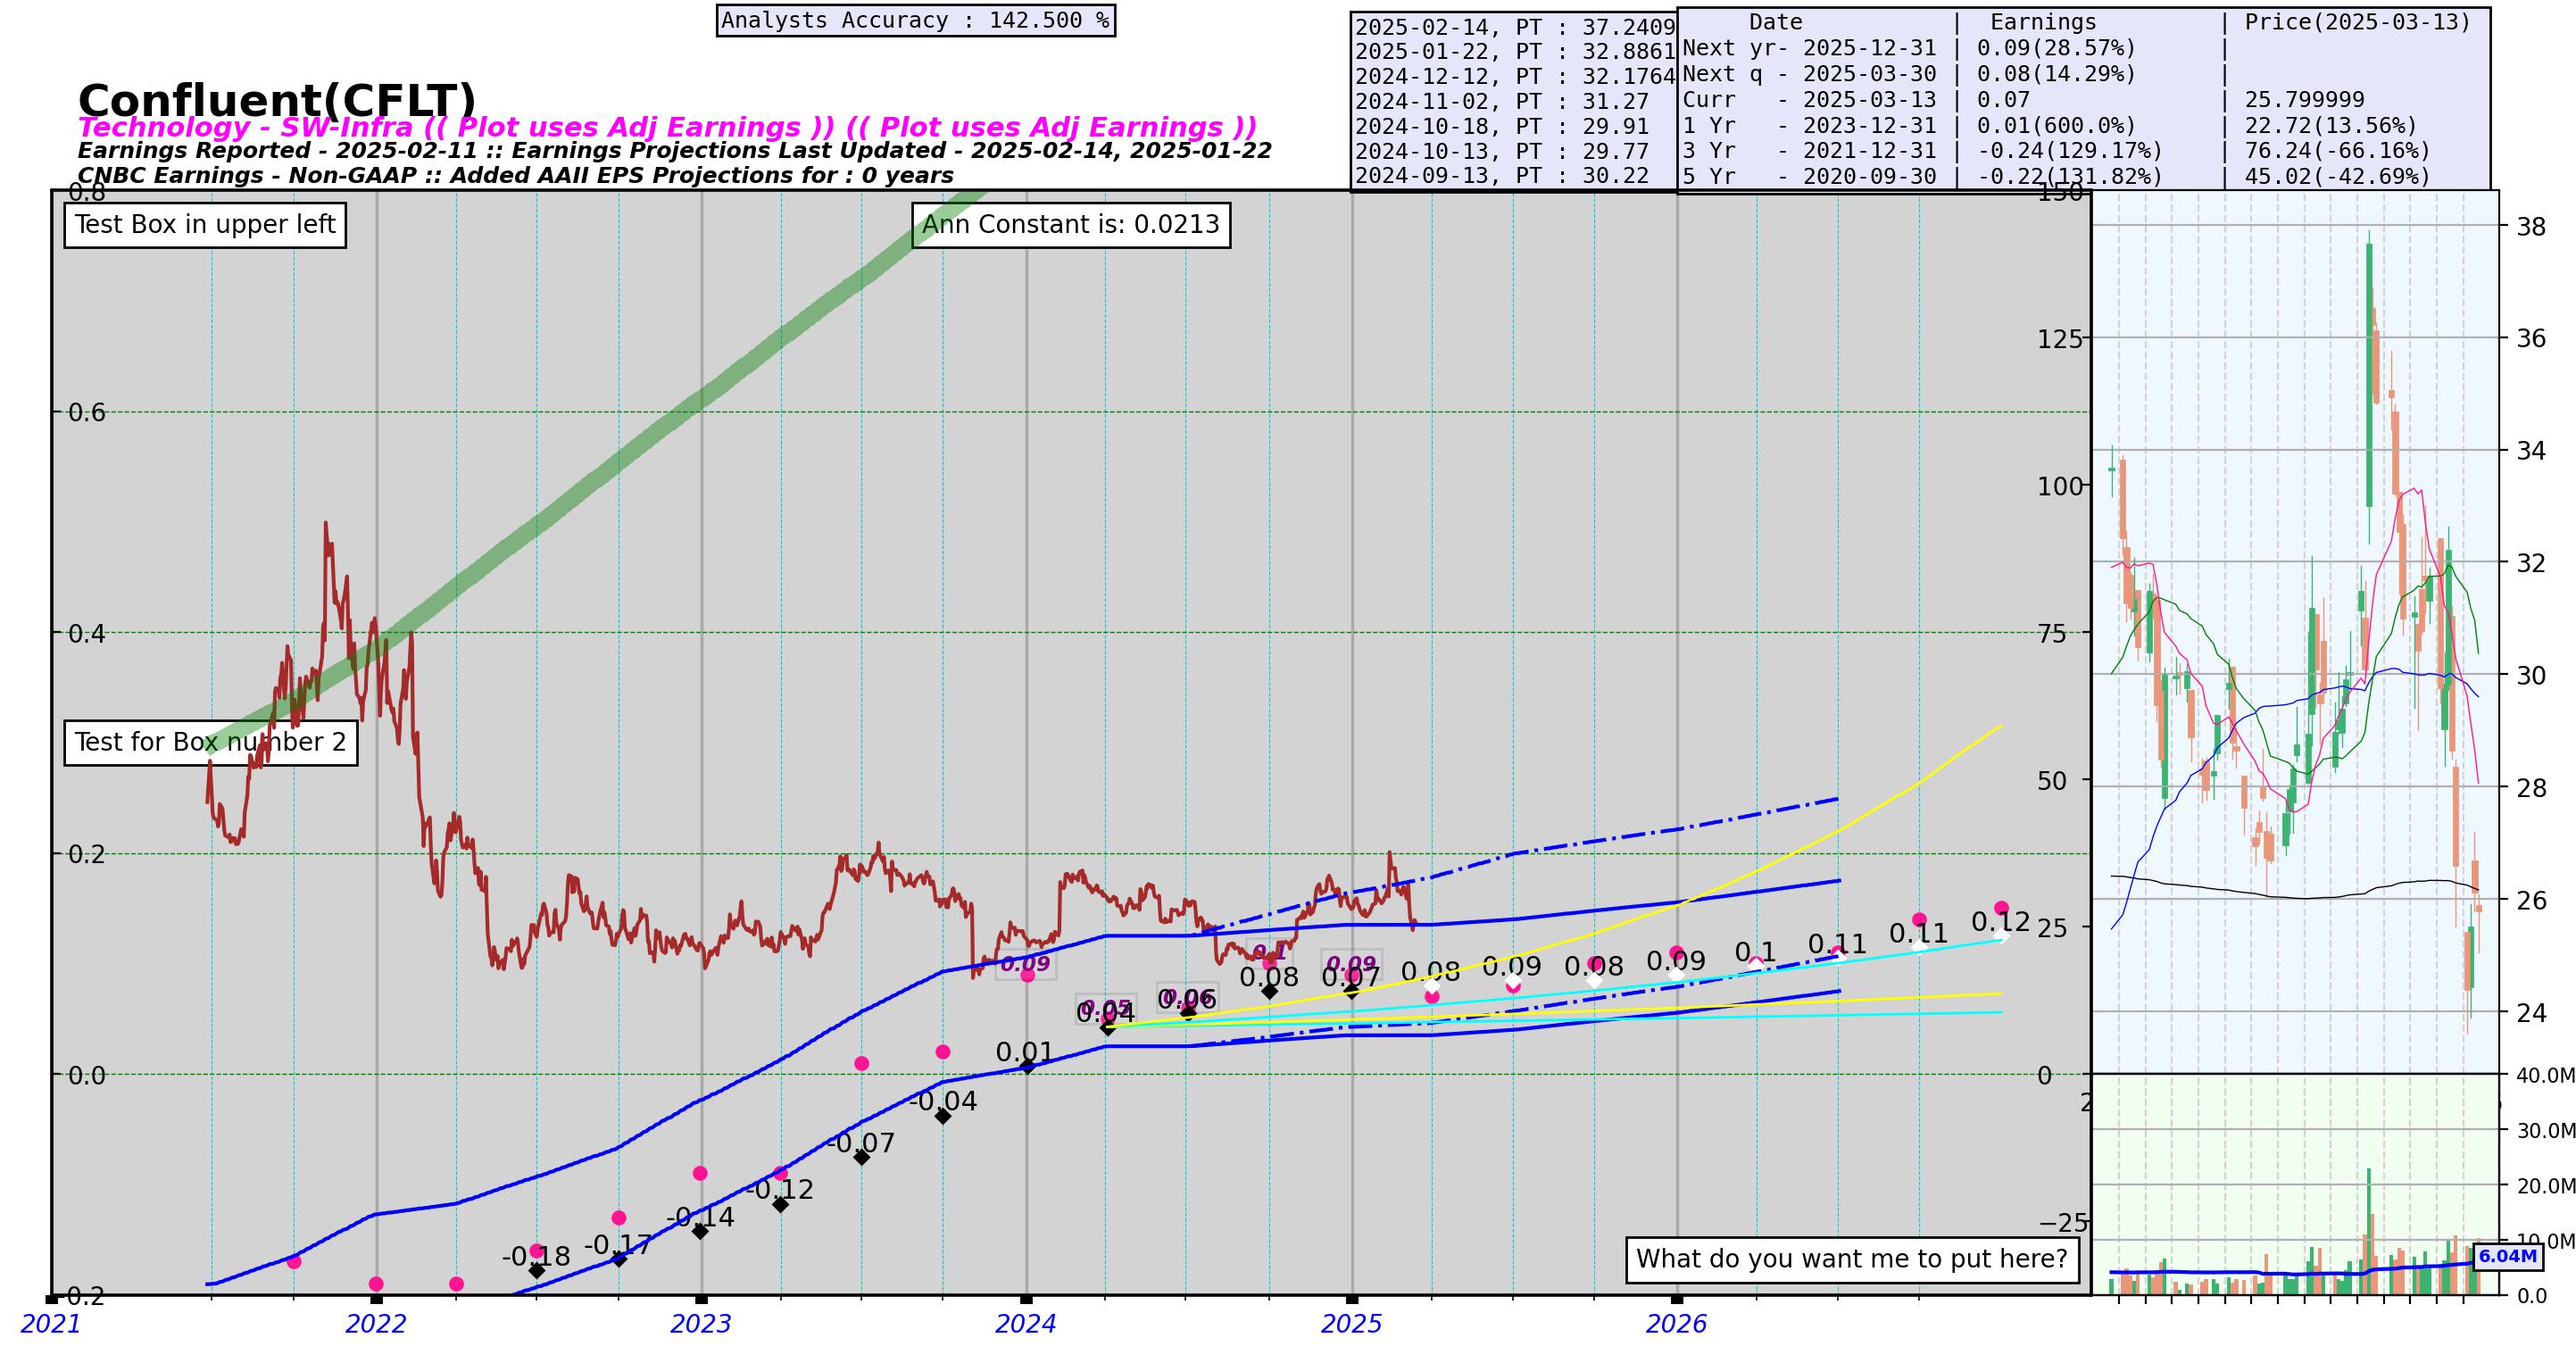 Analysts Accuracy : 142.500 %
2025-02-14, PT : 37.2409
2025-01-22, PT : 32.8861
2024-12-12, PT : 32.1764
2024-11-02, PT : 31.27
2024-10-18, PT : 29.91
2024-10-13, PT : 29.77
2024-09-13, PT : 30.22
Date | Earnings | Price(2025-03-13)
Next yr- 2025-12-31 | 0.09(28.57%) |
Next q - 2025-03-30 | 0.08(14.29%) |
Curr - 2025-03-13 | 0.07 | 25.799999
1 Yr - 2023-12-31 | 0.01(600.0%) | 22.72(13.56%)
3 Yr - 2021-12-31 | -0.24(129.17%) | 76.24(-66.16%)
5 Yr - 2020-09-30 | -0.22(131.82%) | 45.02(-42.69%)
Confluent(CFLT)
Technology - SW-Infra (( Plot uses Adj Earnings )) (( Plot uses Adj Earnings ))
Earnings Reported - 2025-02-11 :: Earnings Projections Last Updated - 2025-02-14, 2025-01-22
CNBC Earnings - Non-GAAP :: Added AAII EPS Projections for : 0 years
Test Box in upper left
Ann Constant is: 0.0213
Test for Box number 2
What do you want me to put here?
0.8
0.6
0.4
0.2
0.0
-0.2
150
125
100
75
50
25
0
−25
38
36
34
32
30
28
26
24
40.0M
30.0M
20.0M
10.0M
0.0
6.04M
-0.18
-0.17
-0.14
-0.12
-0.07
-0.04
0.01
0.04
0.06
0.08
0.07
0.08
0.09
0.08
0.09
0.1
0.11
0.11
0.12
0.09
0.05
0.06
0.1
0.09
2021
2022
2023
2024
2025
2026